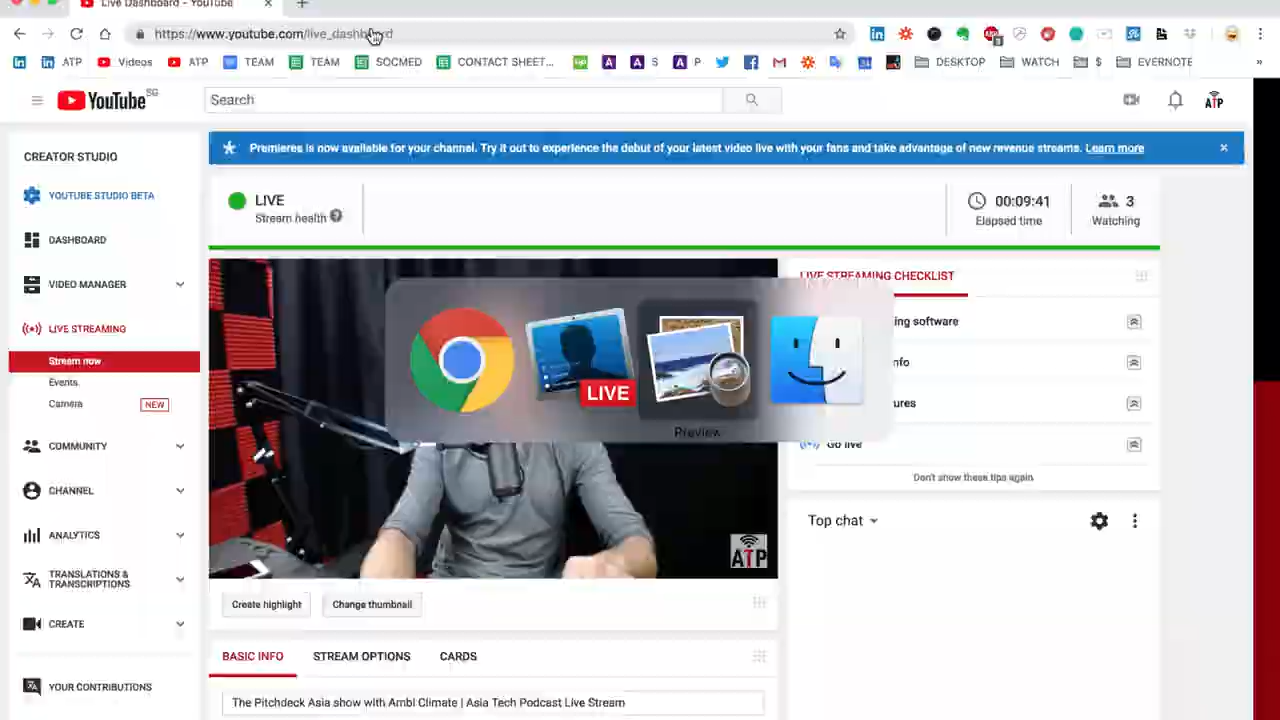 Live Dashboard - YouTube
https://www.youtube.com/live_dashboard
ATP Videos ATP TEAM TEAM SOCMED CONTACT SHEET... S P DESKTOP WATCH $ EVERNOTE
YouTube SG
Search
ATP
Premieres is now available for your channel. Try it out to experience the debut of your latest video live with your fans and take advantage of new revenue streams. Learn more
CREATOR STUDIO
YOUTUBE STUDIO BETA
DASHBOARD
VIDEO MANAGER
LIVE STREAMING
Stream now
Events
Camera NEW
COMMUNITY
CHANNEL
ANALYTICS
TRANSLATIONS &
TRANSCRIPTIONS
CREATE
YOUR CONTRIBUTIONS
LIVE
Stream health
00:09:41
Elapsed time
3
Watching
LIVE
Preview
ATP
Create highlight Change thumbnail
BASIC INFO STREAM OPTIONS CARDS
The Pitchdeck Asia show with Ambi Climate | Asia Tech Podcast Live Stream
LIVE STREAMING CHECKLIST
ing software
nfo
ures
Go live
Don't show these tips again
Top chat